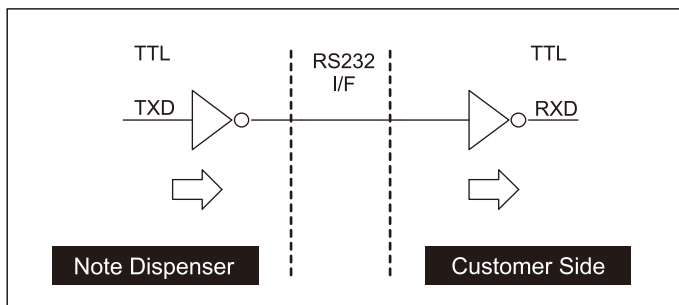 TTL
RS232
I/F
TTL
TXD
RXD
Note Dispenser
Customer Side